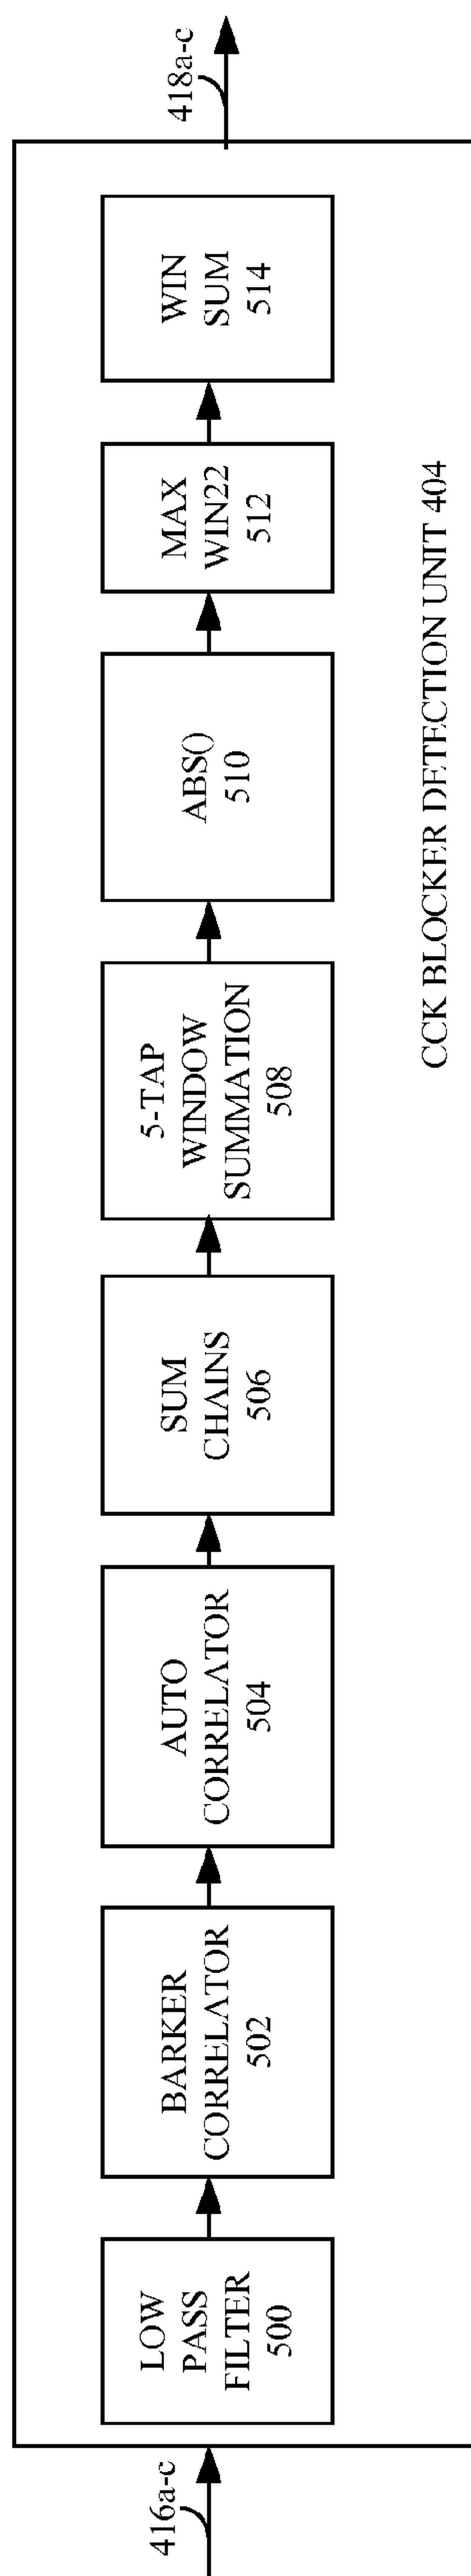 416a-c
LOW
PASS
FILTER
500
BARKER
CORRELATOR
502
AUTO
CORRELATOR
504
SUM
CHAINS
506
5-TAP
WINDOW
SUMMATION
508
ABS()
510
MAX
WIN22
512
WIN
SUM
514
418a-c
CCK BLOCKER DETECTION UNIT 404